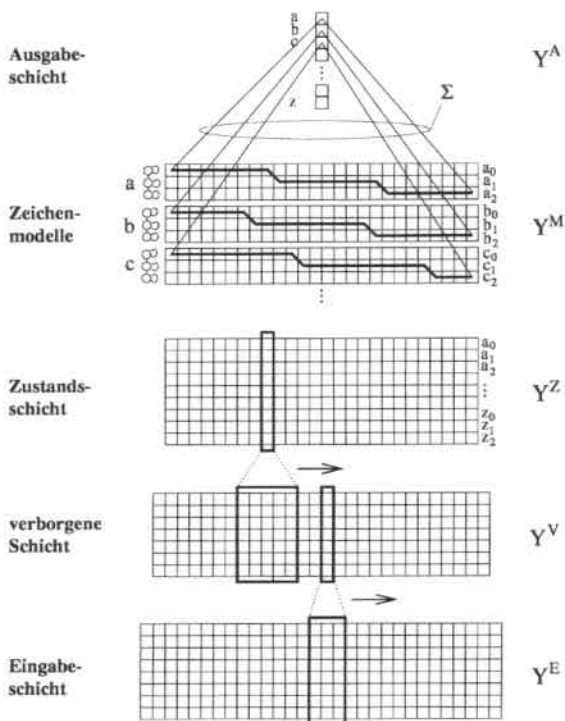 a
b
c
⋮
z
Ausgabe-
schicht
Y^A
Σ
a
a₀
a₁
a₂
Zeichen-
modelle
b
b₀
b₁
b₂
Y^M
c
c₀
c₁
c₂
⋮
Zustands-
schicht
a₀
a₁
a₂
⋮
z₀
z₁
z₂
Y^Z
verborgene
Schicht
Y^V
Eingabe-
schicht
Y^E